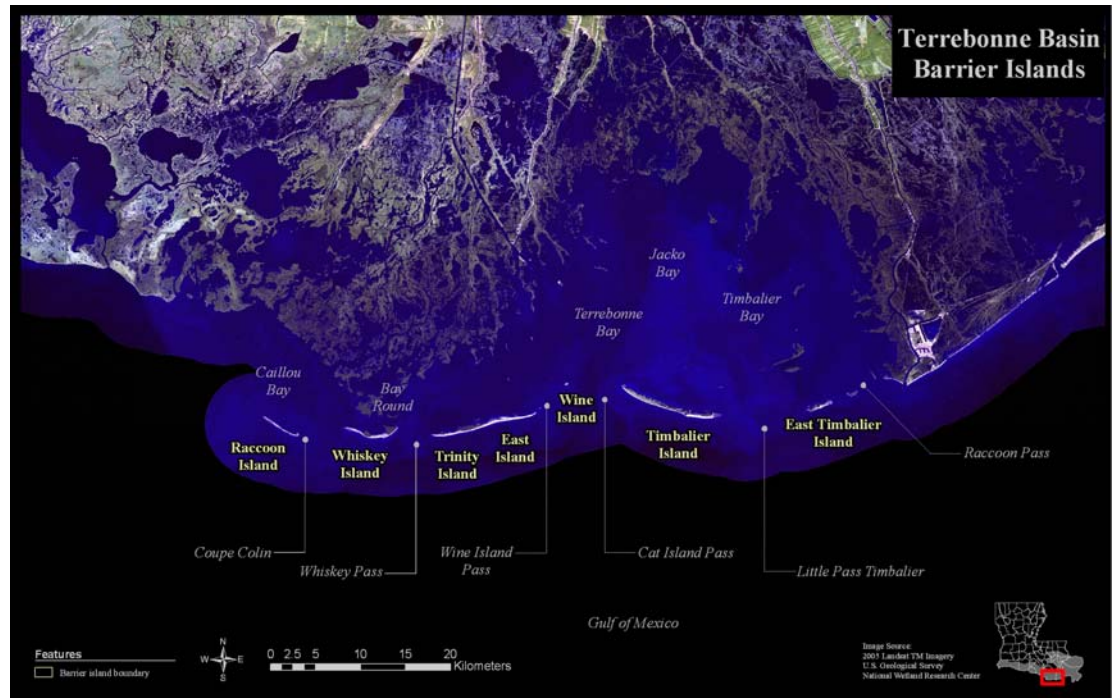 Terrebonne Basin
Barrier Islands
Jacko
Bay
Timbalier
Bay
Terrebonne
Bay
Caillou
Bay
Bay
Round
Raccoon
Island
Whiskey
Island
Trinity
Island
East
Island
Wine
Island
Timbalier
Island
East Timbalier
Island
Raccoon Pass
Coupe Colin
Whiskey Pass
Wine Island
Pass
Cat Island Pass
Little Pass Timbalier
Gulf of Mexico
Features
Barrier island boundary
N
W E
S
0 2.5 5 10 15 20
Kilometers
Image Source:
2005 Landsat TM Imagery
U.S. Geological Survey
National Wetland Research Center